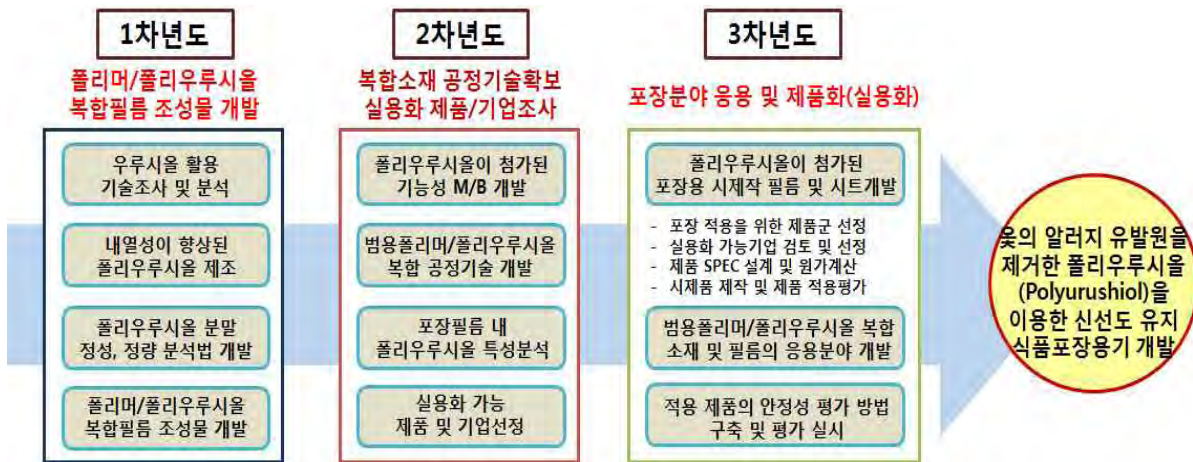 1차년도
폴리머/폴리우루시올
복합필름 조성물 개발
우루시올 활용
기술조사 및 분석
내열성이 향상된
폴리우루시올 제조
폴리우루시올 분말
정성, 정량 분석법 개발
폴리머/폴리우루시올
복합필름 조성물 개발
2차년도
복합소재 공정기술확보
실용화 제품/기업조사
폴리우루시올이 첨가된
기능성 M/B 개발
범용폴리머/폴리우루시올
복합 공정기술 개발
포장필름 내
폴리우루시올 특성분석
실용화 가능
제품 및 기업선정
3차년도
포장분야 응용 및 제품화(실용화)
폴리우루시올이 첨가된
포장용 시제작 필름 및 시트개발
- 포장 적용을 위한 제품군 선정
- 실용화 가능기업 검토 및 선정
- 제품 SPEC 설계 및 원가계산
- 시제품 제작 및 제품 적용평가
범용폴리머/폴리우루시올 복합
소재 및 필름의 응용분야 개발
적용 제품의 안정성 평가 방법
구축 및 평가 실시
옻의 알러지 유발원을
제거한 폴리우루시올
(Polyurushiol)을
이용한 신선도 유지
식품포장용기 개발